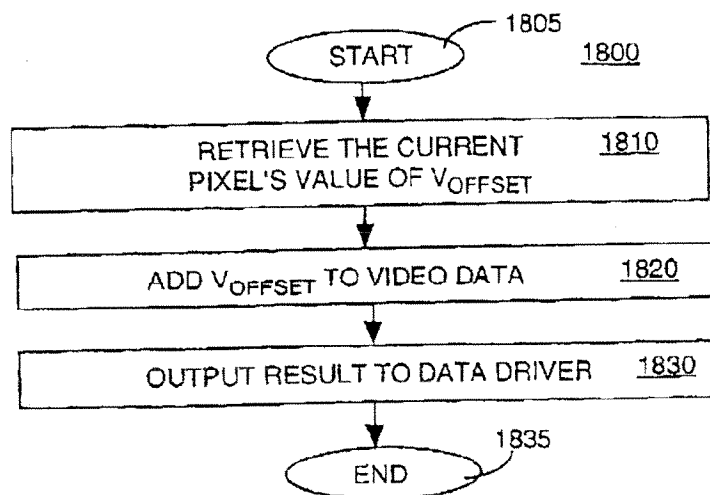 1805
START 1800
RETRIEVE THE CURRENT 1810
PIXEL'S VALUE OF VOFFSET
ADD VOFFSET TO VIDEO DATA 1820
OUTPUT RESULT TO DATA DRIVER 1830
1835
END